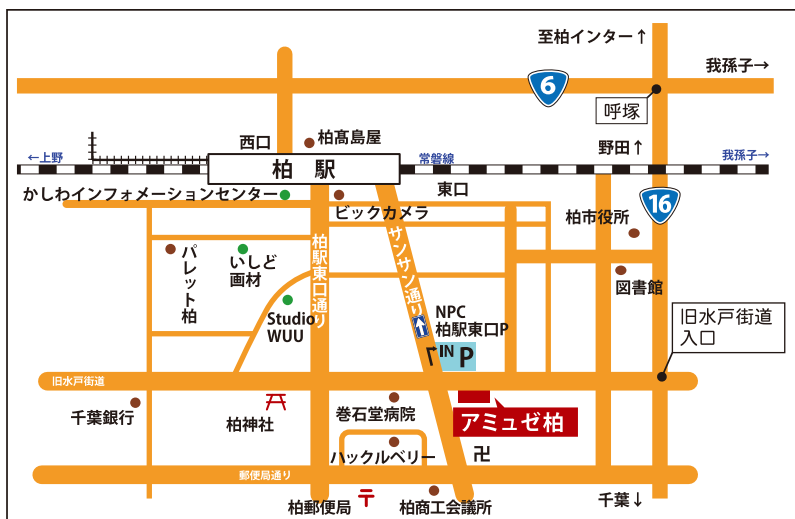 至柏インター↑
我孫子→
6
呼塚
西口
柏髙島屋
←上野
柏駅
常磐線
野田↑
我孫子→
かしわインフォメーションセンター
東口
16
ビックカメラ
柏市役所
パレット柏
いしど
画材
柏駅東口通り
サンサン通り
図書館
Studio
WUU
NPC
柏駅東口P
IN P
旧水戸街道
入口
旧水戸街道
千葉銀行
柏神社
巻石堂病院
アミュゼ柏
ハックルベリー
卍
郵便局通り
柏郵便局
〒
柏商工会議所
千葉↓